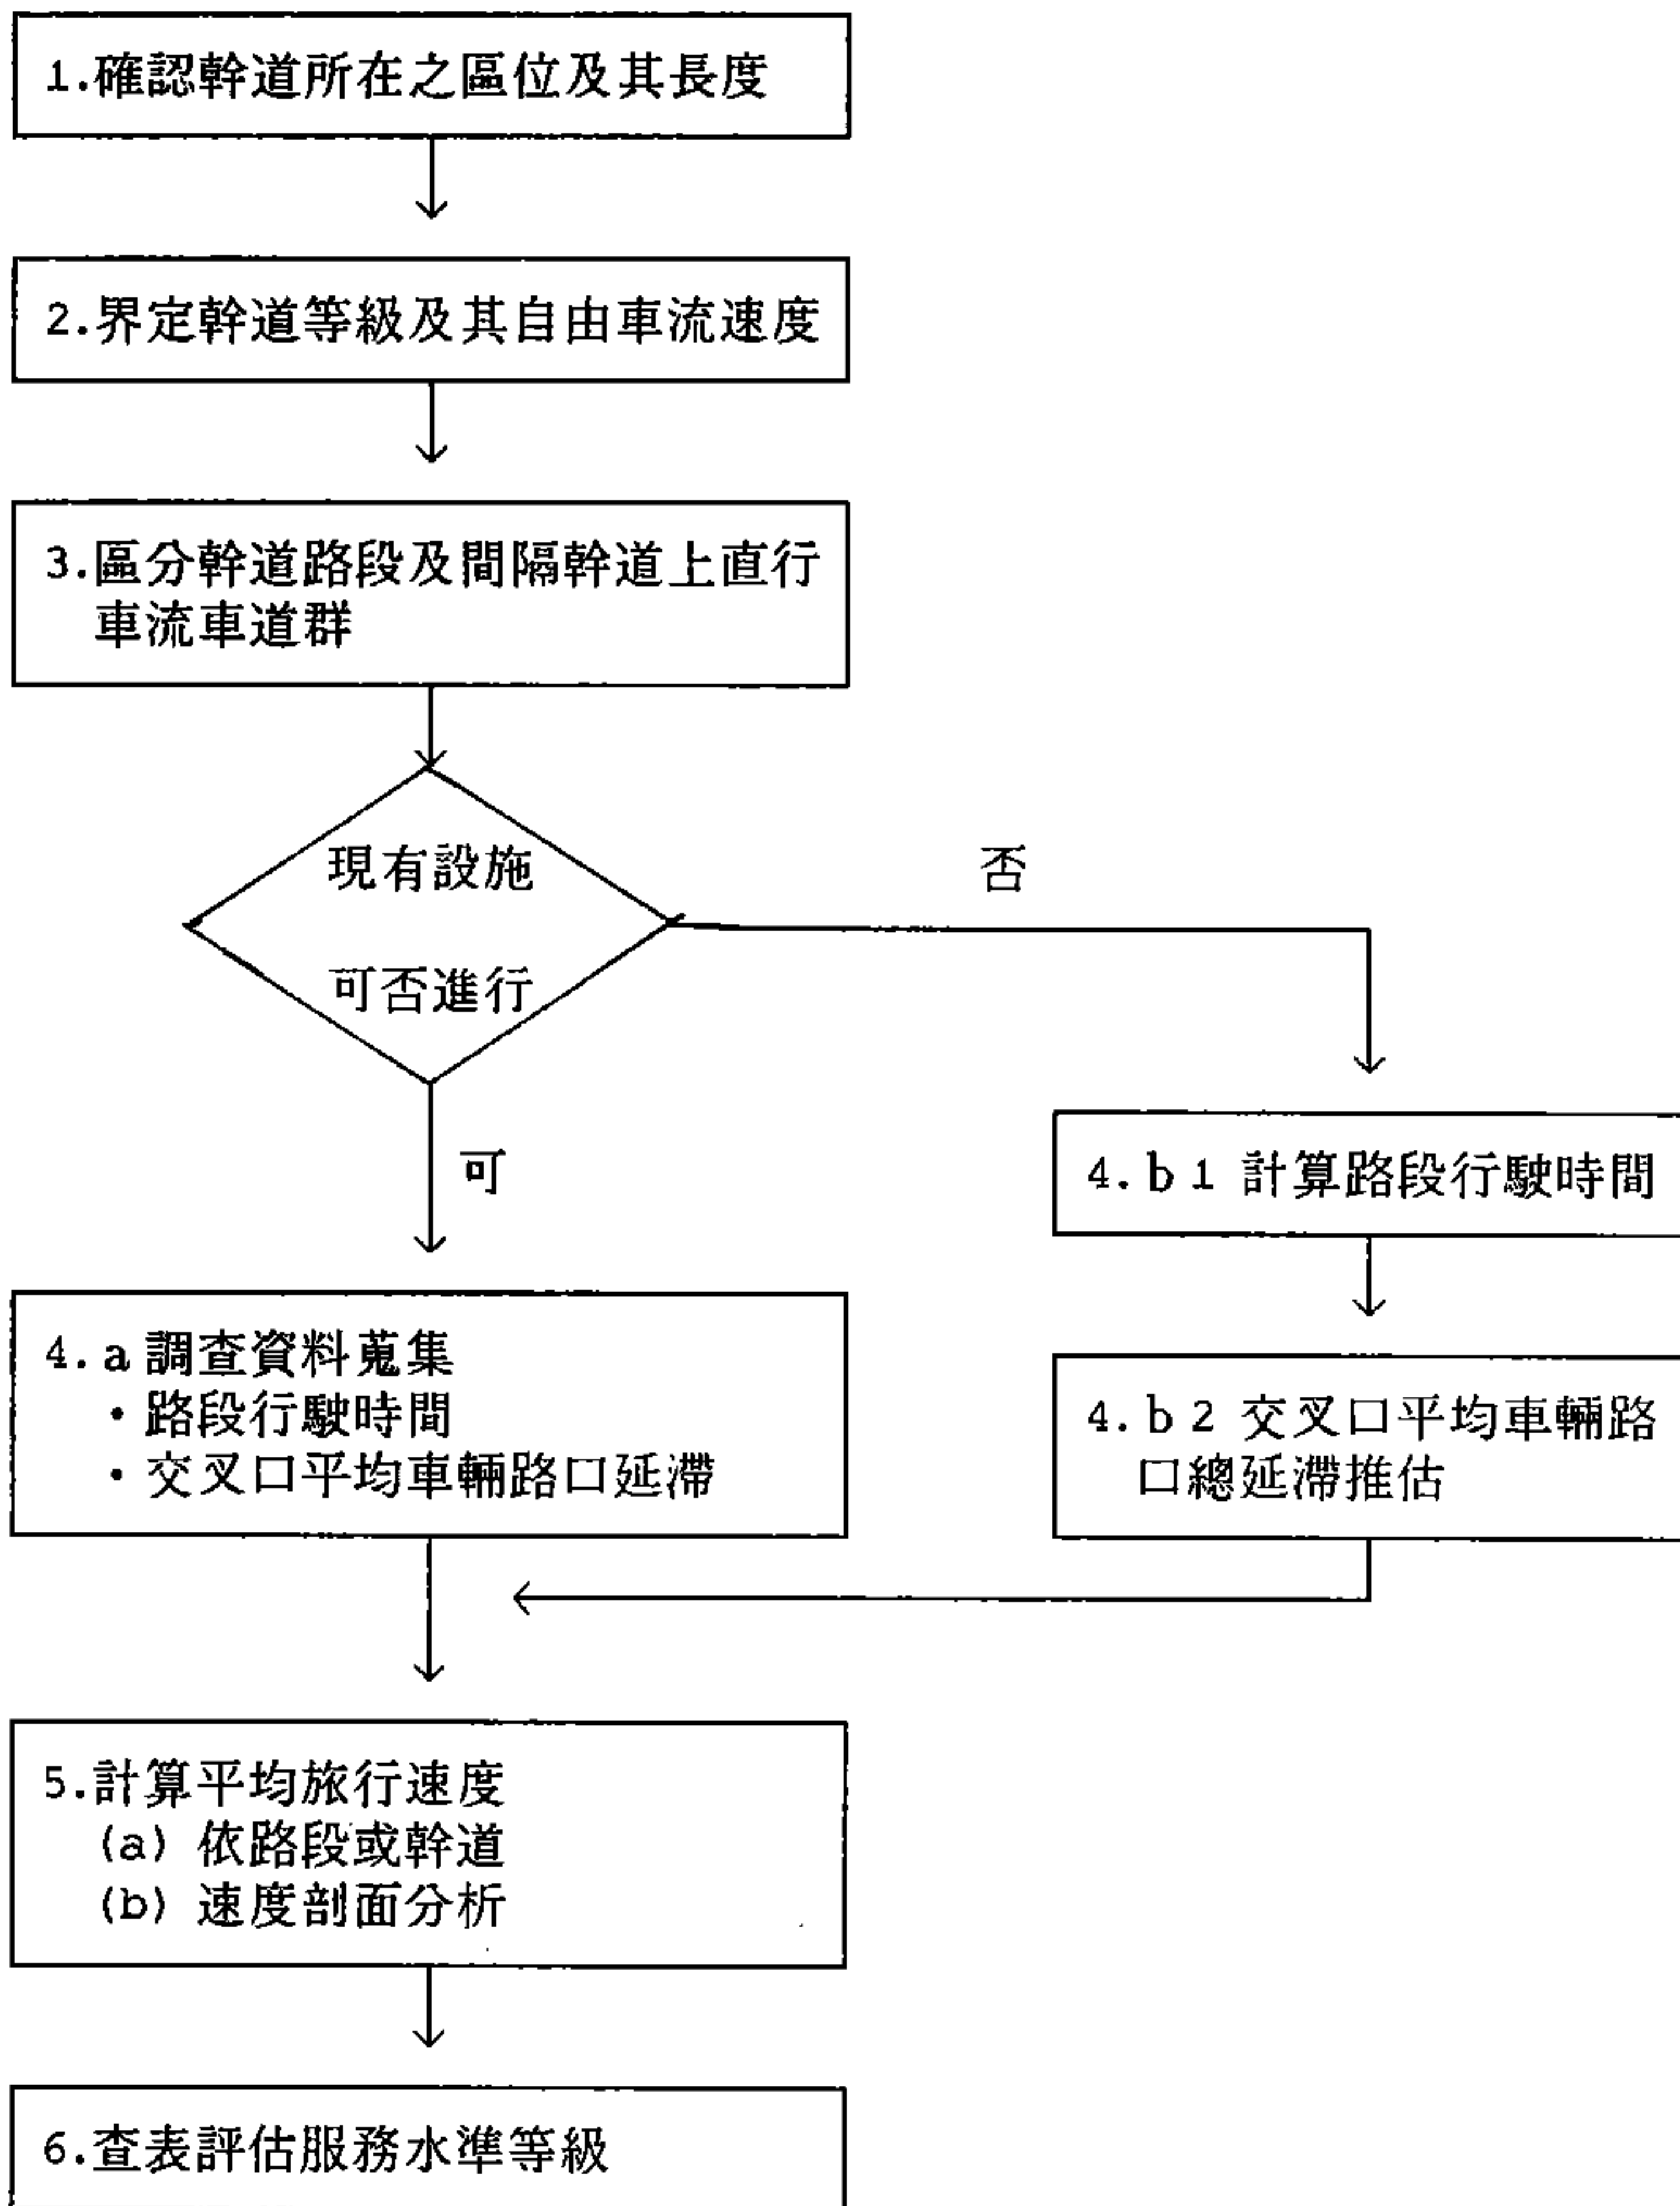 1.確認幹道所在之區位及其長度
2.界定幹道等級及其自由車流速度
3.區分幹道路段及間隔幹道上直行
車流車道群
現有設施
可否進行
否
可
4.a 調查資料蒐集
・路段行駛時間
・交叉口平均車輛路口延滯
4.b 1 計算路段行駛時間
4.b 2 交叉口平均車輛路
口總延滯推估
5.計算平均旅行速度
(a) 依路段或幹道
(b) 速度剖面分析
6.查表評估服務水準等級